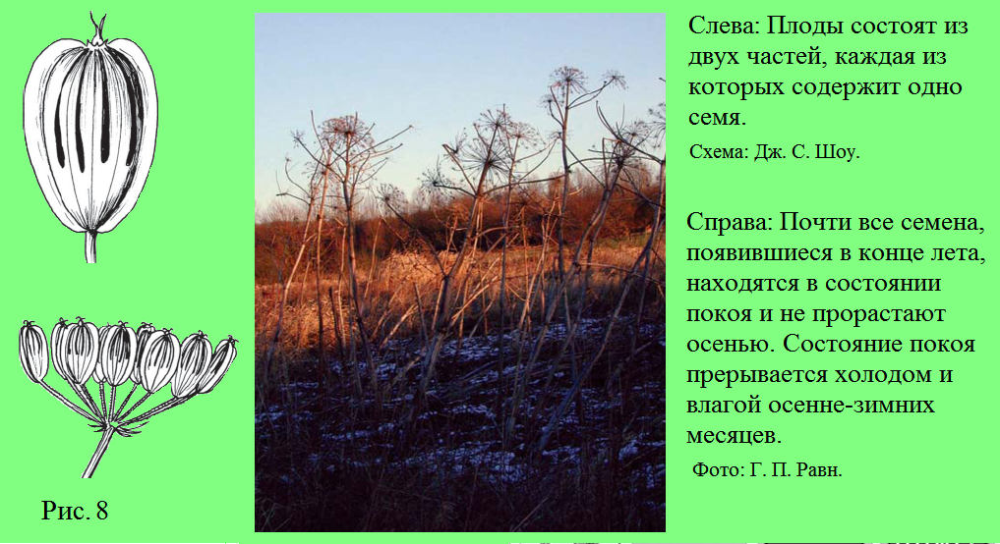 Слева: Плоды состоят из
двух частей, каждая из
которых содержит одно
семя.
Схема: Дж. С. Шоу.
Справа: Почти все семена,
появившиеся в конце лета,
находятся в состоянии
покоя и не прорастают
осенью. Состояние покоя
прерывается холодом и
влагой осенне-зимних
месяцев.
Фото: Г. П. Равн.
Рис. 8